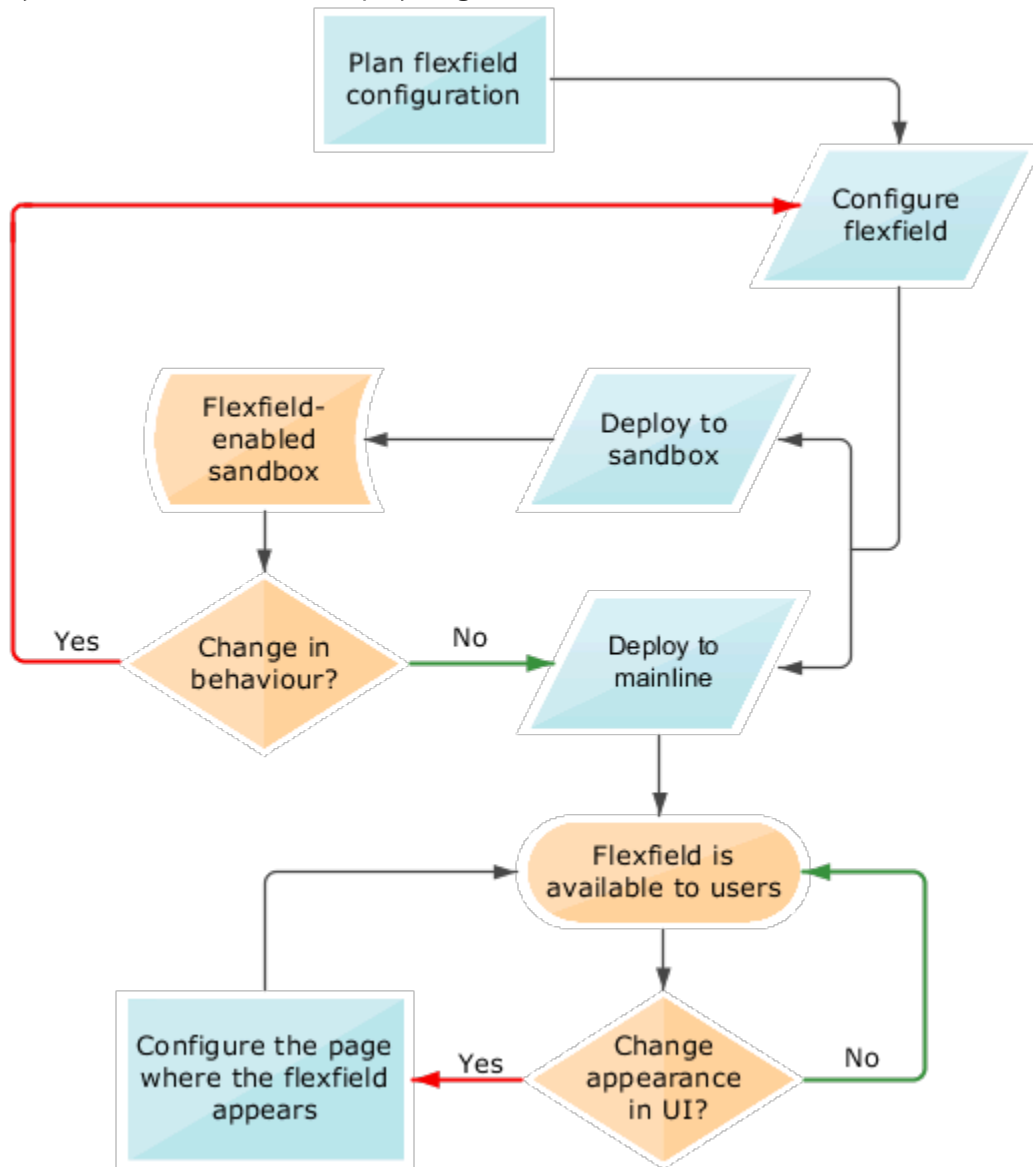 Plan flexfield
configuration
Configure
flexfield
Flexfield-
enabled
sandbox
Deploy to
sandbox
Yes
Change in
behaviour?
No
Deploy to
mainline
Flexfield is
available to users
Configure the page
where the flexfield
appears
Yes
Change
appearance
in UI?
No